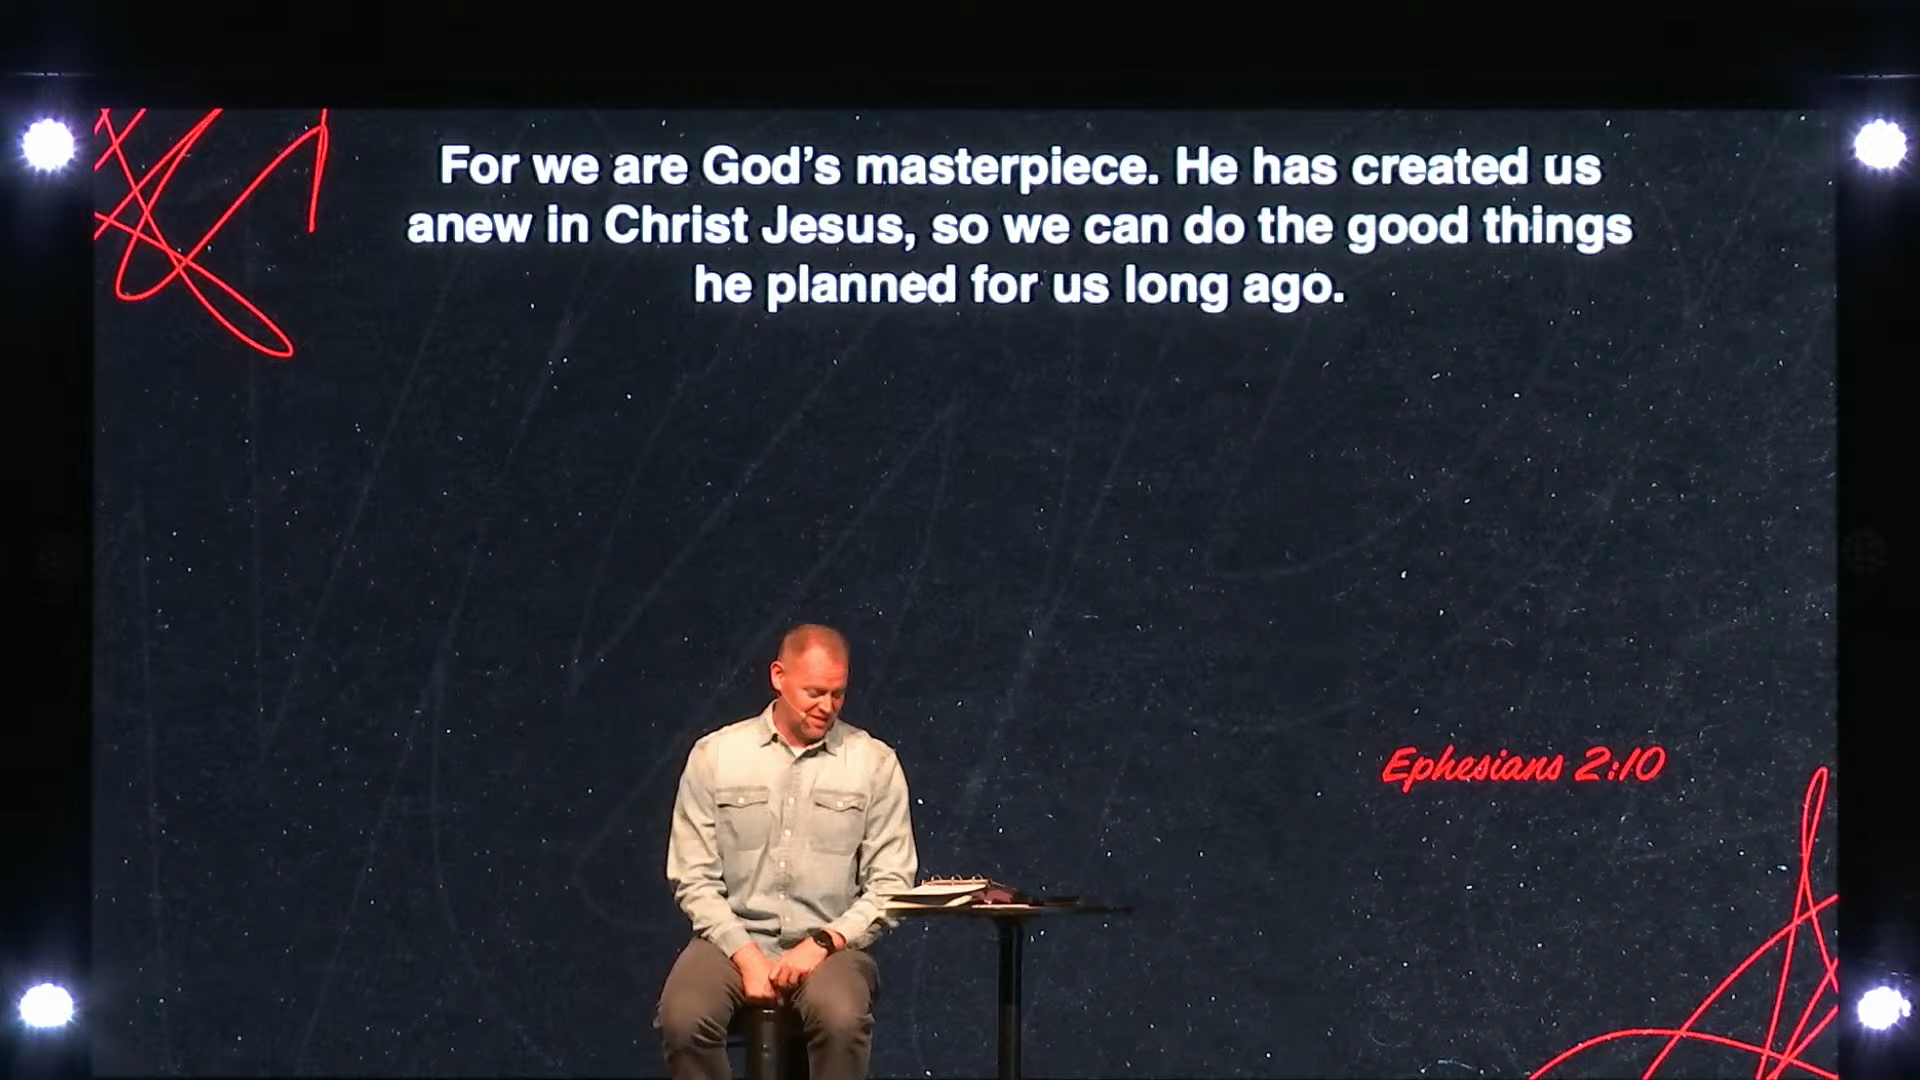 For we are God’s masterpiece. He has created us
anew in Christ Jesus, so we can do the good things
he planned for us long ago.
Ephesians 2:10